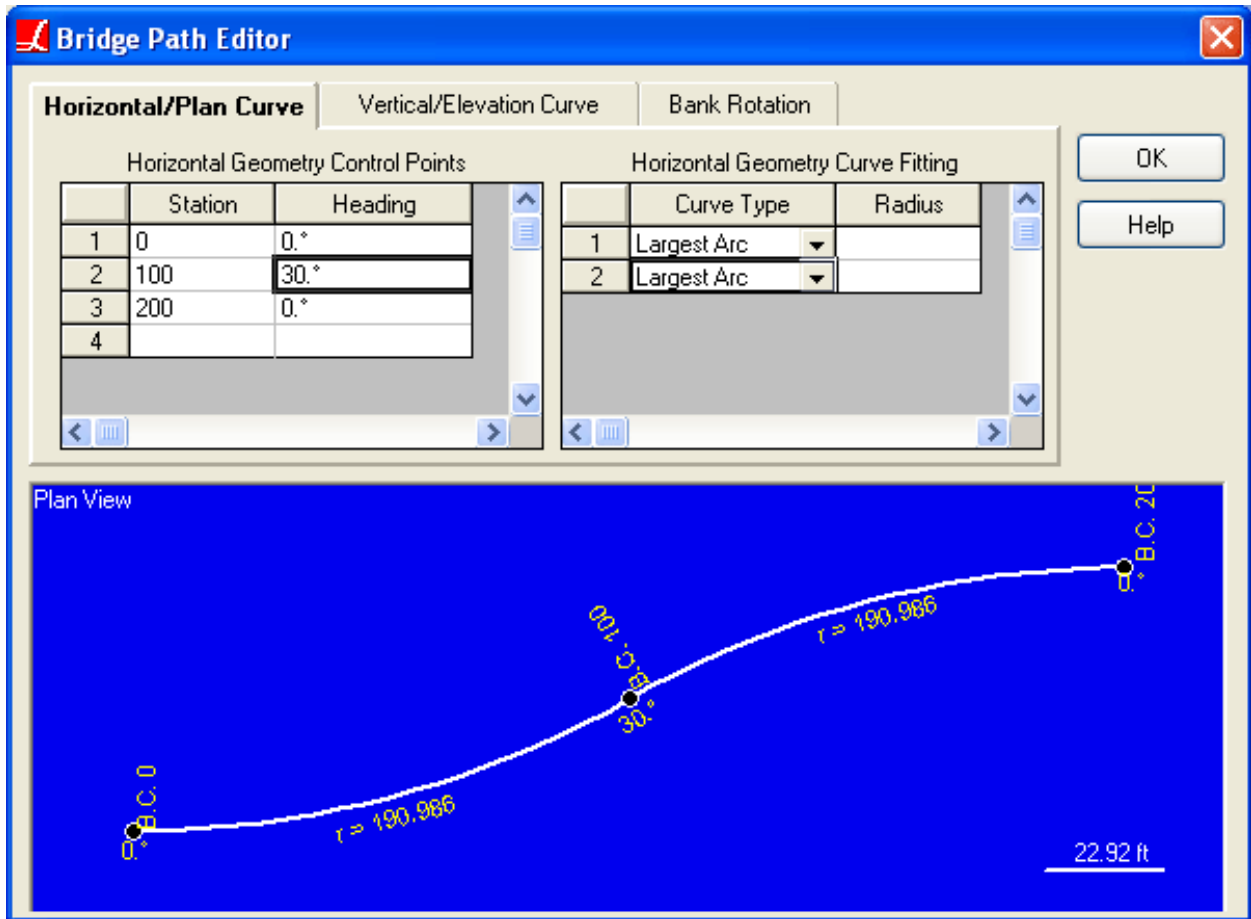 Bridge Path Editor
Horizontal/Plan Curve Vertical/Elevation Curve Bank Rotation
Horizontal Geometry Control Points
Station Heading
1 0 0.°
2 100 30.°
3 200 0.°
4
Horizontal Geometry Curve Fitting
Curve Type Radius
1 Largest Arc
2 Largest Arc
OK
Help
Plan View
B.C. 0
0.°
r = 190.986
B.C. 100
30.°
r = 190.986
B.C. 20
0.°
22.92 ft